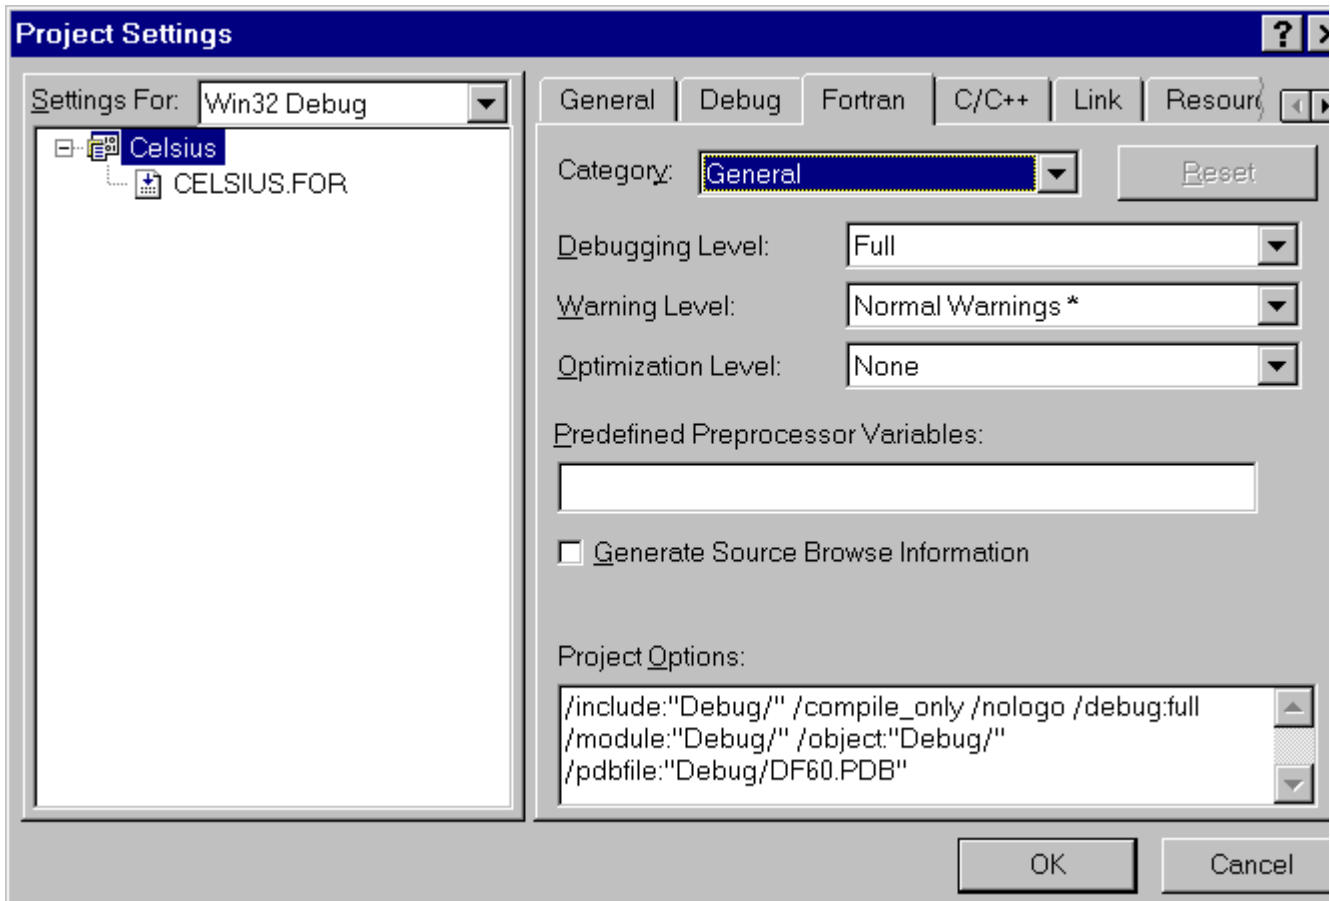 Project Settings
Settings For: Win32 Debug
Celsius
CELSIUS.FOR
General Debug Fortran C/C++ Link Resourc
Category: General Reset
Debugging Level: Full
Warning Level: Normal Warnings *
Optimization Level: None
Predefined Preprocessor Variables:
Generate Source Browse Information
Project Options:
/include:"Debug/" /compile_only /nologo /debug:full
/module:"Debug/" /object:"Debug/"
/pdbfile:"Debug/DF60.PDB"
OK Cancel